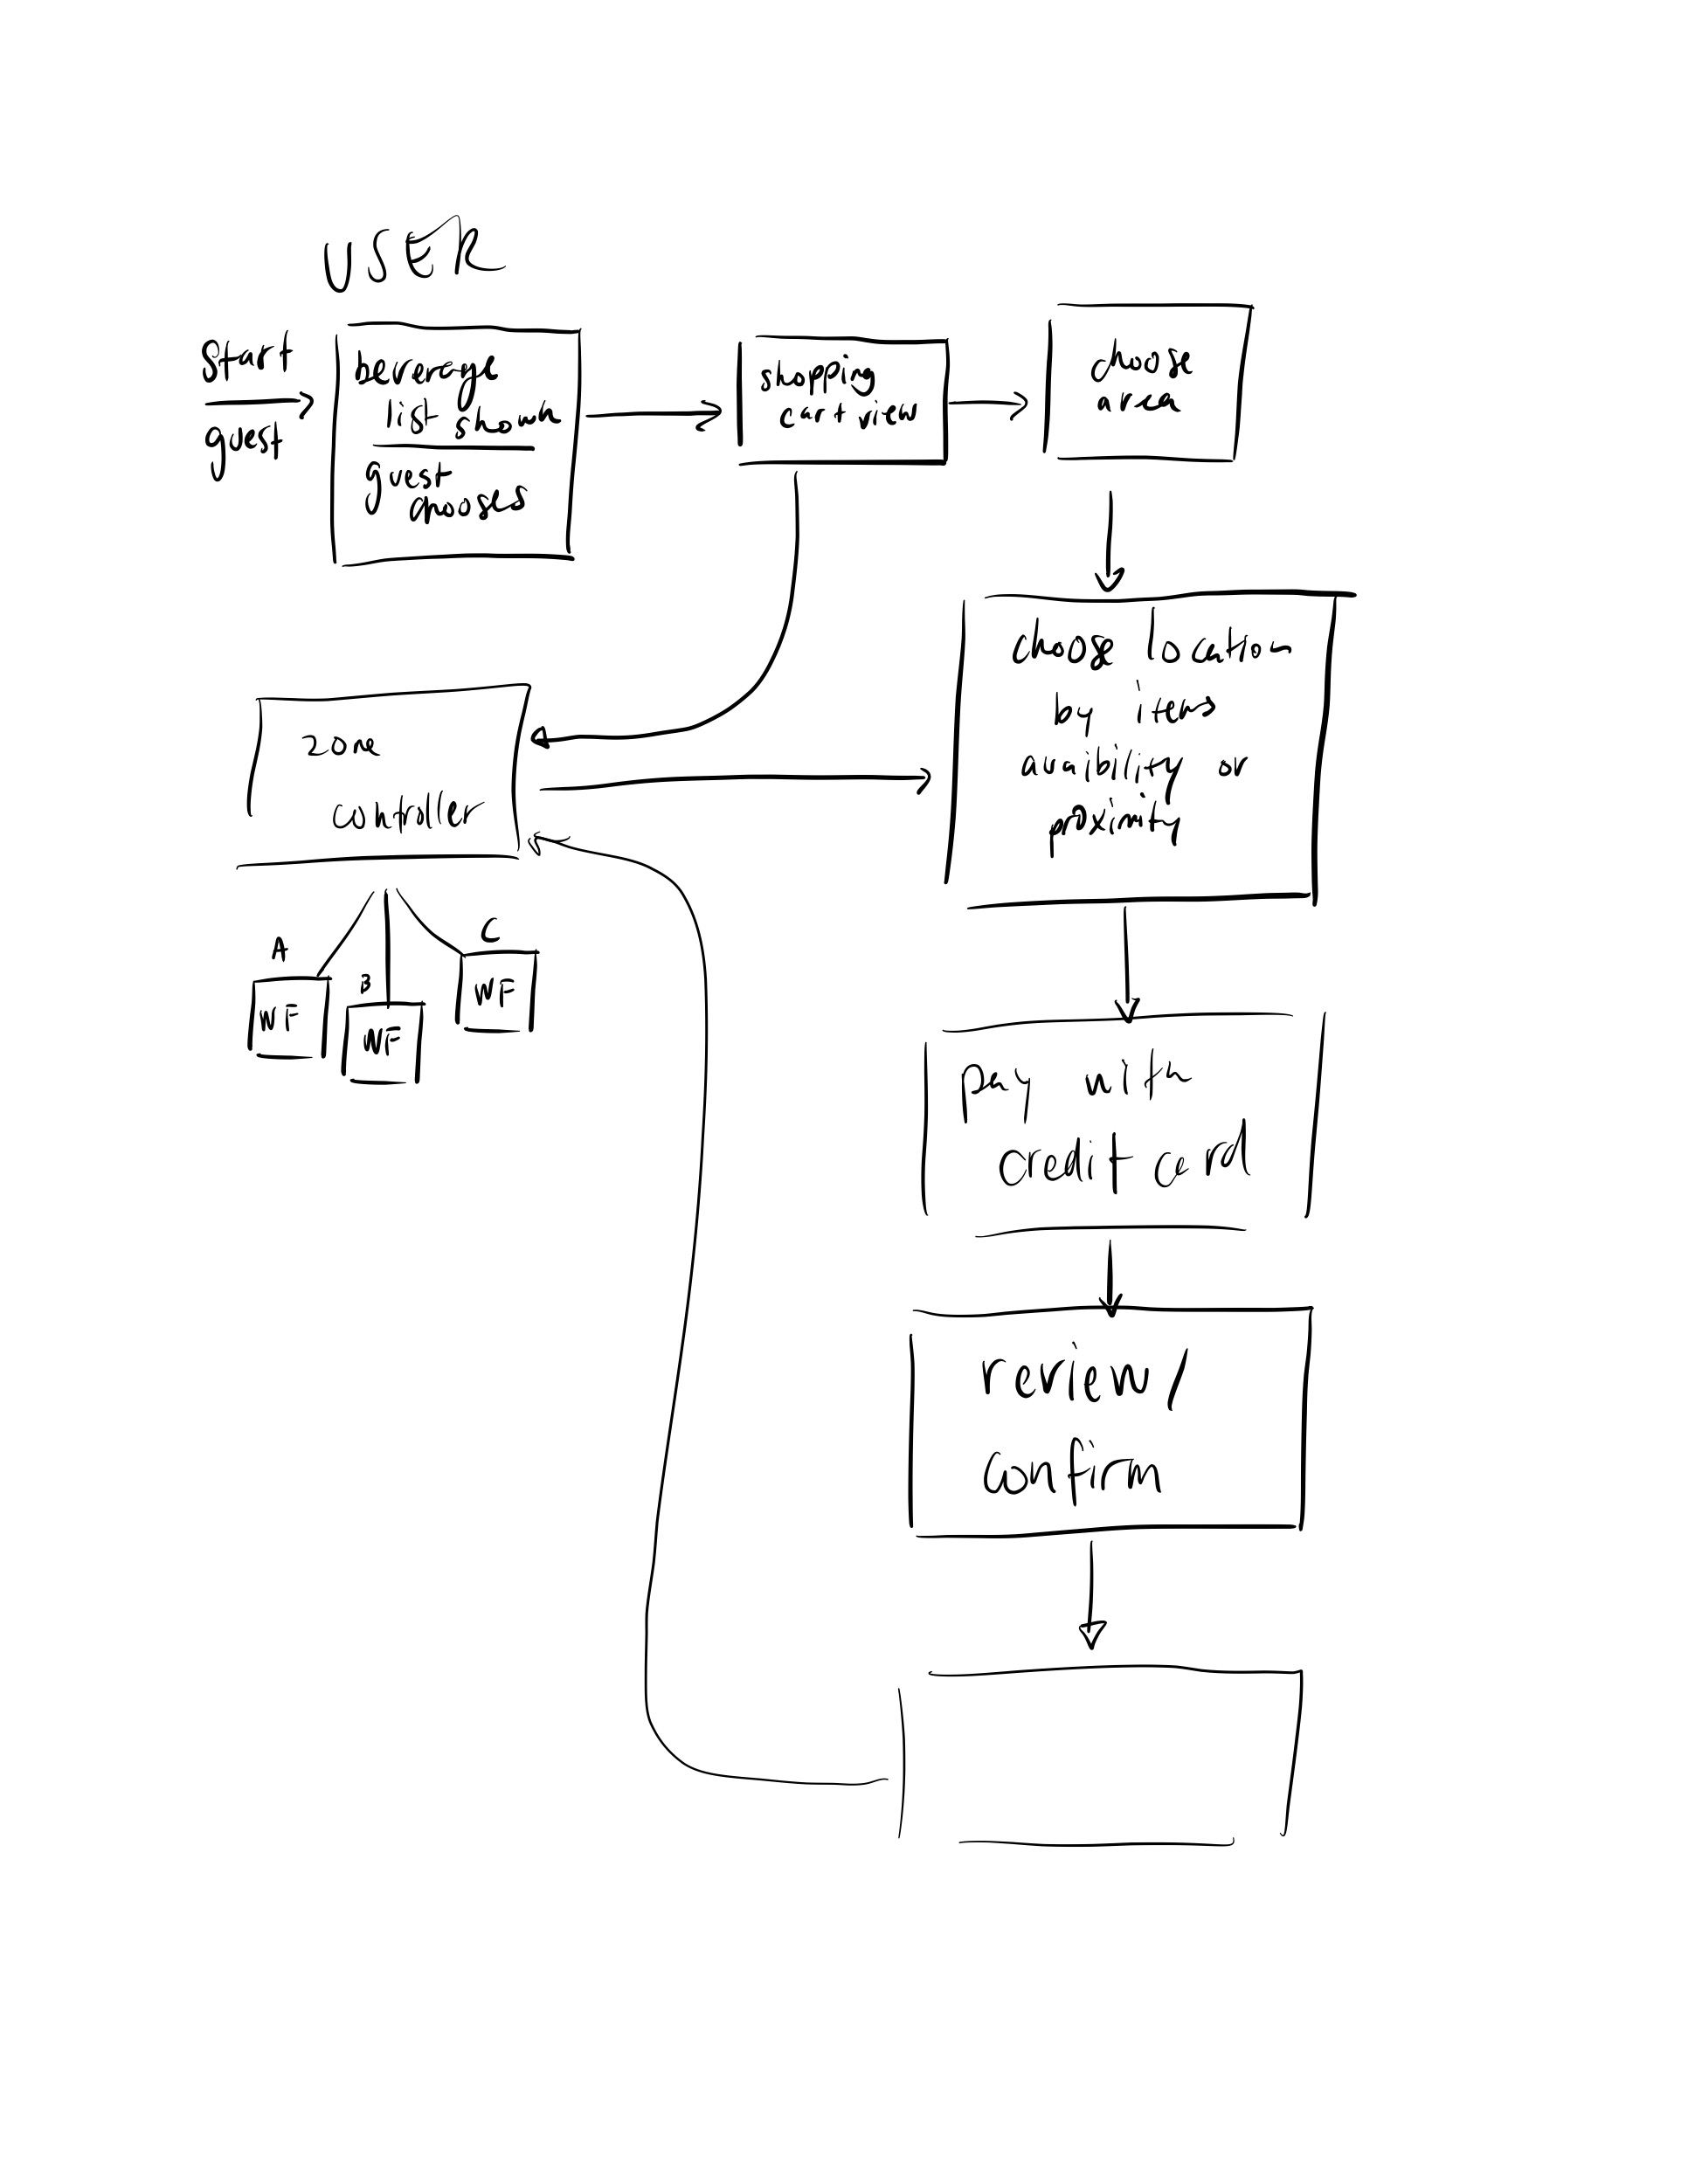 USER
Start
guest
beverage
list shown
guest
chooses
shopping
cart view
choose
area
choose location
by items
avaibility or
proximity
zone
controller
A
WF
B
WF
C
WF
pay with
credit card
review/
confirm